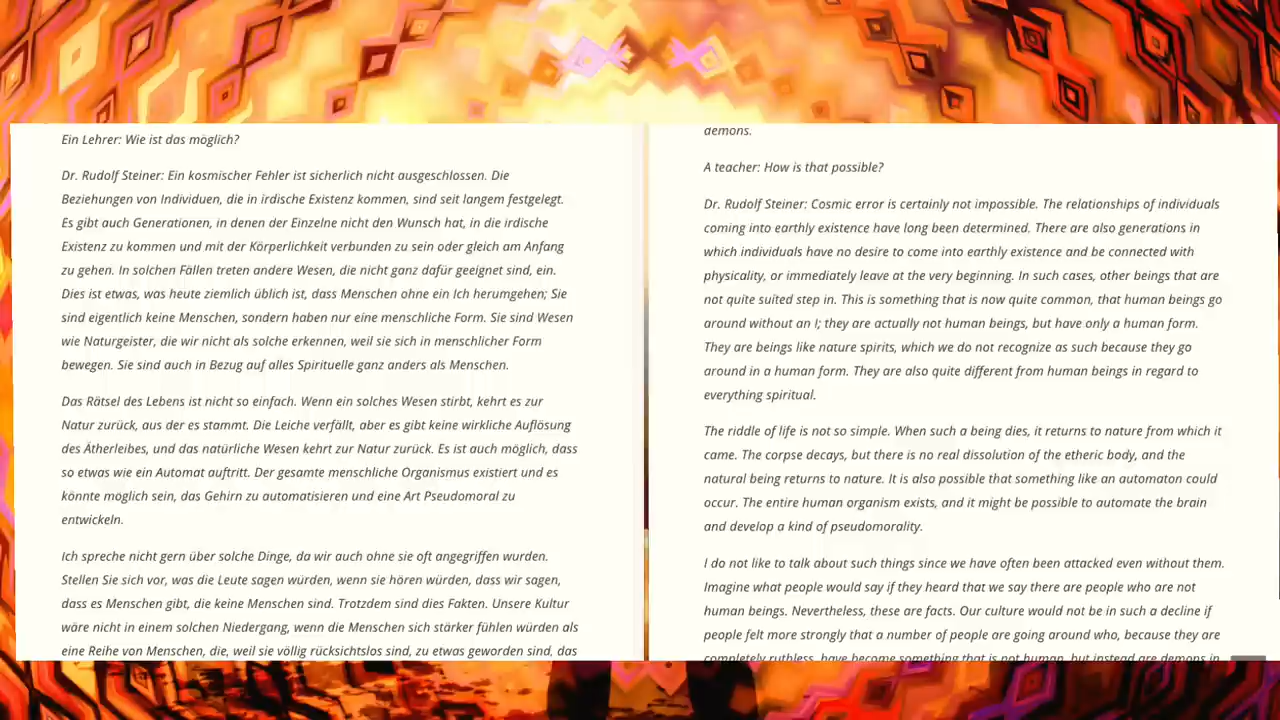 Ein Lehrer: Wie ist das möglich?
Dr. Rudolf Steiner: Ein kosmischer Fehler ist sicherlich nicht ausgeschlossen. Die
Beziehungen von Individuen, die in irdische Existenz kommen, sind seit langem festgelegt.
Es gibt auch Generationen, in denen der Einzelne nicht den Wunsch hat, in die irdische
Existenz zu kommen und mit der Körperlichkeit verbunden zu sein oder gleich am Anfang
zu gehen. In solchen Fällen treten andere Wesen, die nicht ganz dafür geeignet sind, ein.
Dies ist etwas, was heute ziemlich üblich ist, dass Menschen ohne ein Ich herumgehen; Sie
sind eigentlich keine Menschen, sondern haben nur eine menschliche Form. Sie sind Wesen
wie Naturgeister, die wir nicht als solche erkennen, weil sie sich in menschlicher Form
bewegen. Sie sind auch in Bezug auf alles Spirituelle ganz anders als Menschen.
Das Rätsel des Lebens ist nicht so einfach. Wenn ein solches Wesen stirbt, kehrt es zur
Natur zurück, aus der es stammt. Die Leiche verfällt, aber es gibt keine wirkliche Auflösung
des Ätherleibes, und das natürliche Wesen kehrt zur Natur zurück. Es ist auch möglich, dass
so etwas wie ein Automat auftritt. Der gesamte menschliche Organismus existiert und es
könnte möglich sein, das Gehirn zu automatisieren und eine Art Pseudomoral zu
entwickeln.
Ich spreche nicht gern über solche Dinge, da wir auch ohne sie oft angegriffen wurden.
Stellen Sie sich vor, was die Leute sagen würden, wenn sie hören würden, dass wir sagen,
dass es Menschen gibt, die keine Menschen sind. Trotzdem sind dies Fakten. Unsere Kultur
wäre nicht in einem solchen Niedergang, wenn die Menschen sich stärker fühlen würden als
eine Reihe von Menschen, die, weil sie völlig rücksichtslos sind, zu etwas geworden sind, das
demons.
A teacher: How is that possible?
Dr. Rudolf Steiner: Cosmic error is certainly not impossible. The relationships of individuals
coming into earthly existence have long been determined. There are also generations in
which individuals have no desire to come into earthly existence and be connected with
physicality, or immediately leave at the very beginning. In such cases, other beings that are
not quite suited step in. This is something that is now quite common, that human beings go
around without an I; they are actually not human beings, but have only a human form.
They are beings like nature spirits, which we do not recognize as such because they go
around in a human form. They are also quite different from human beings in regard to
everything spiritual.
The riddle of life is not so simple. When such a being dies, it returns to nature from which it
came. The corpse decays, but there is no real dissolution of the etheric body, and the
natural being returns to nature. It is also possible that something like an automaton could
occur. The entire human organism exists, and it might be possible to automate the brain
and develop a kind of pseudomorality.
I do not like to talk about such things since we have often been attacked even without them.
Imagine what people would say if they heard that we say there are people who are not
human beings. Nevertheless, these are facts. Our culture would not be in such a decline if
people felt more strongly that a number of people are going around who, because they are
completely ruthless, have become something that is not human, but instead are demons in